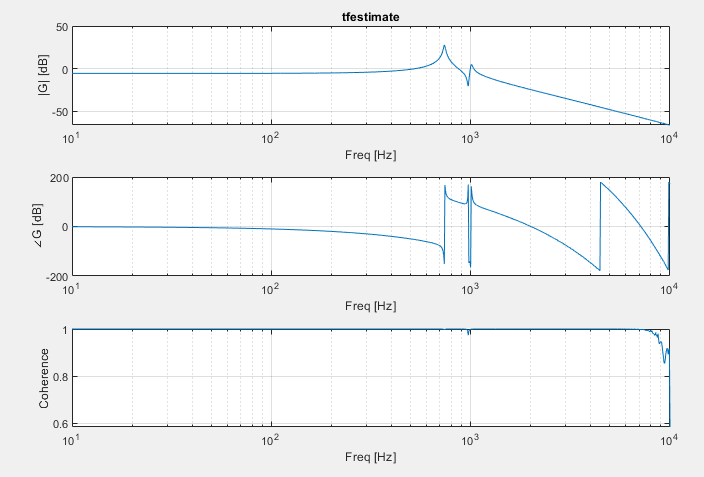 tfestimate
50
0
-50
|G| [dB]
10^1 10^2 10^3 10^4
Freq [Hz]
200
0
-200
∠G [dB]
10^1 10^2 10^3 10^4
Freq [Hz]
1
0.8
0.6
Coherence
10^1 10^2 10^3 10^4
Freq [Hz]